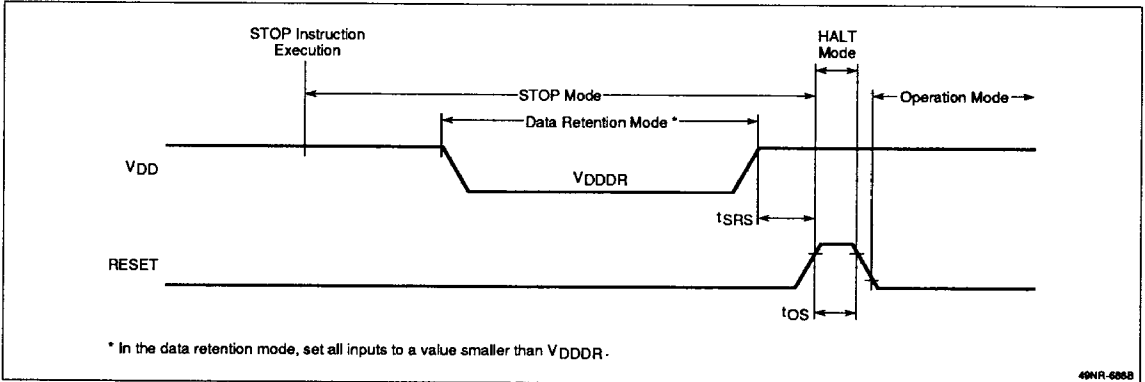 STOP Instruction
Execution
HALT
Mode
STOP Mode
Operation Mode
Data Retention Mode *
VDD
VDDDR
tSRS
RESET
tOS
* In the data retention mode, set all inputs to a value smaller than VDDDR.
49NR-688B